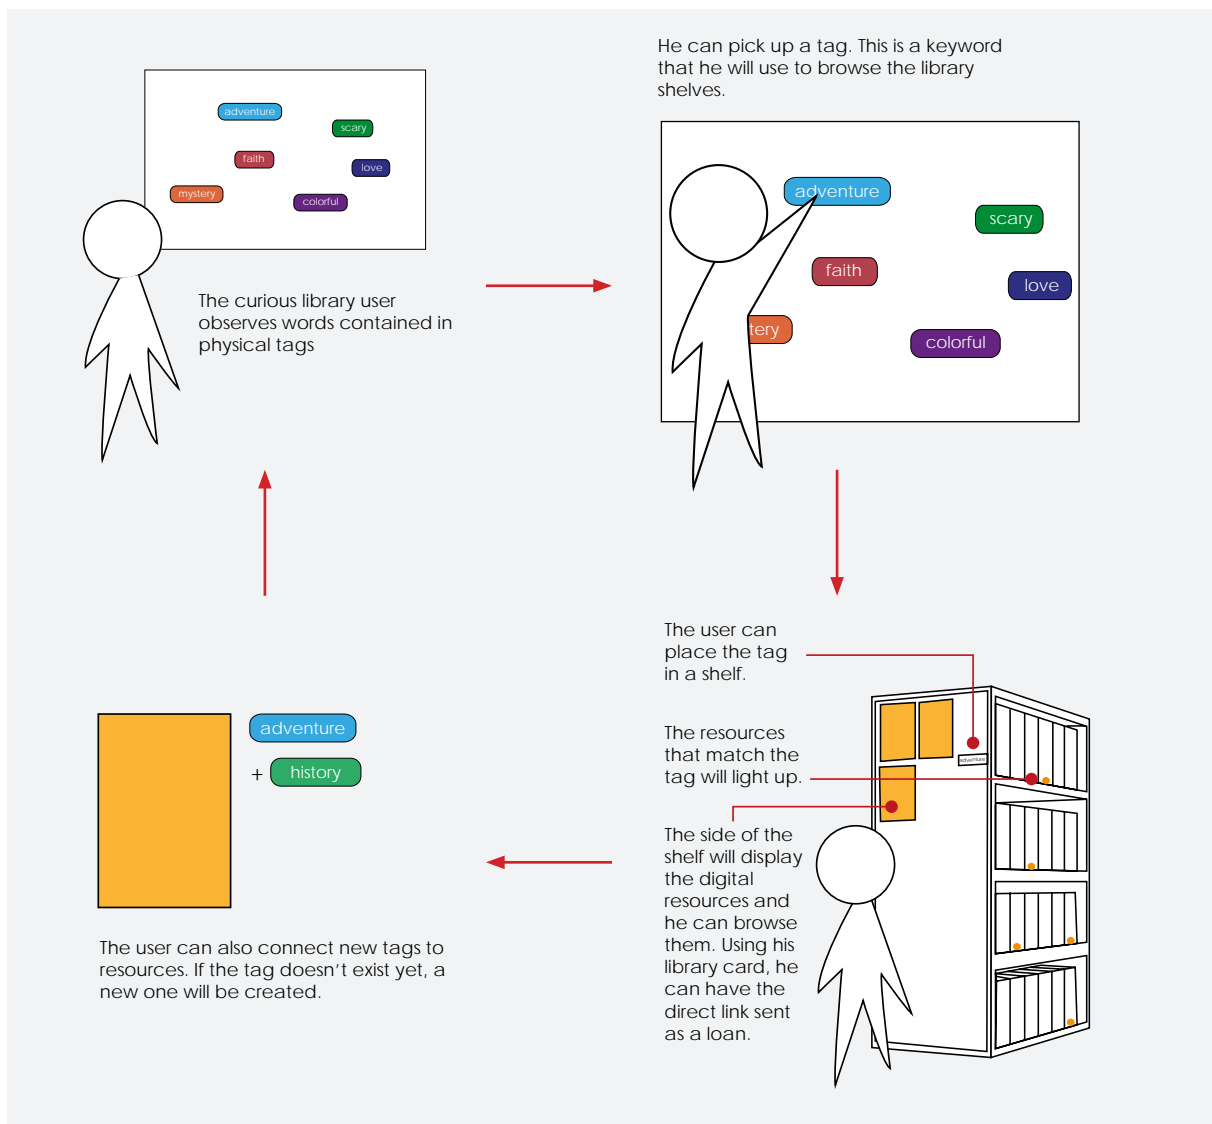 adventure
scary
faith
love
mystery
colorful
The curious library user
observes words contained in
physical tags
He can pick up a tag. This is a keyword
that he will use to browse the library
shelves.
adventure
scary
faith
love
tery
colorful
The user can
place the tag
in a shelf.
The resources
that match the
tag will light up.
The side of the
shelf will display
the digital
resources and
he can browse
them. Using his
library card, he
can have the
direct link sent
as a loan.
adventure
adventure
+ history
The user can also connect new tags to
resources. If the tag doesn't exist yet, a
new one will be created.